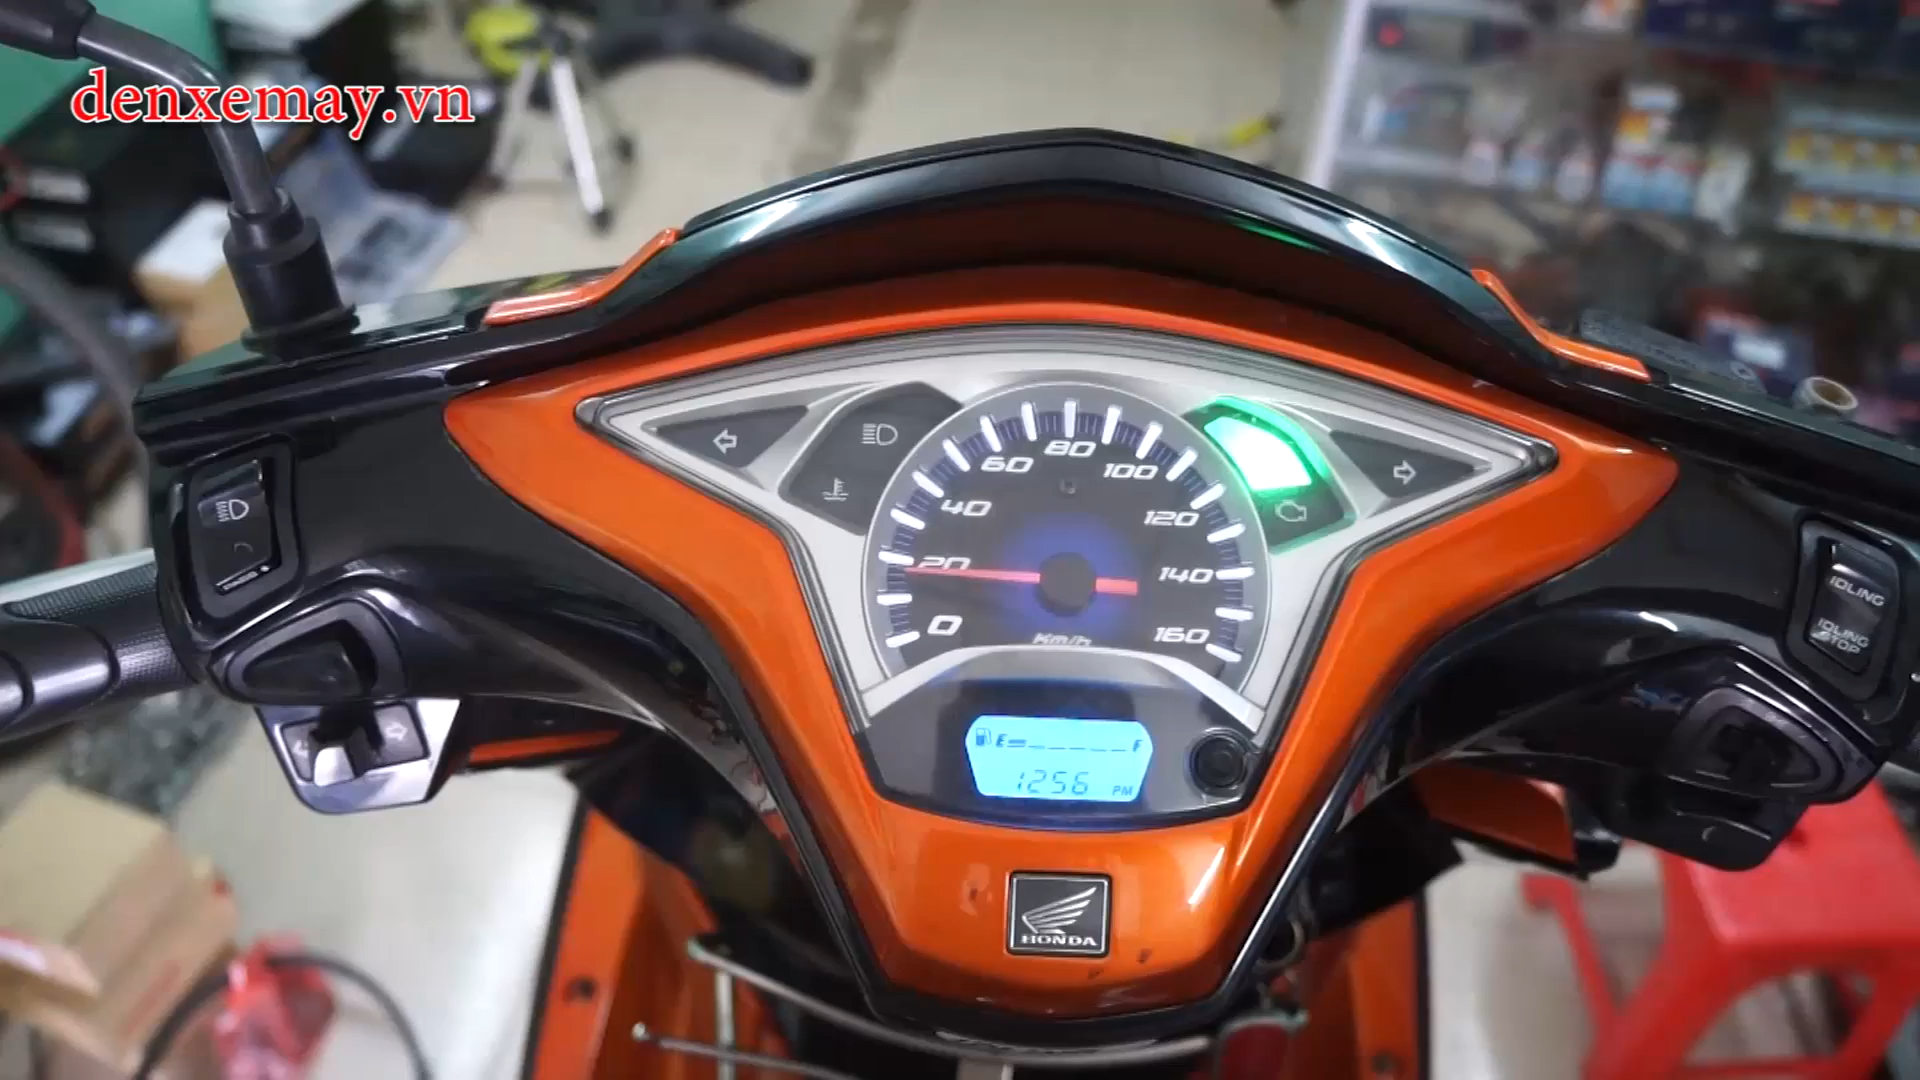 denxemay.vn
0
20
40
60
80
100
120
140
160
Km/h
E F
1256 PM
HONDA
IDLING
IDLING
STOP